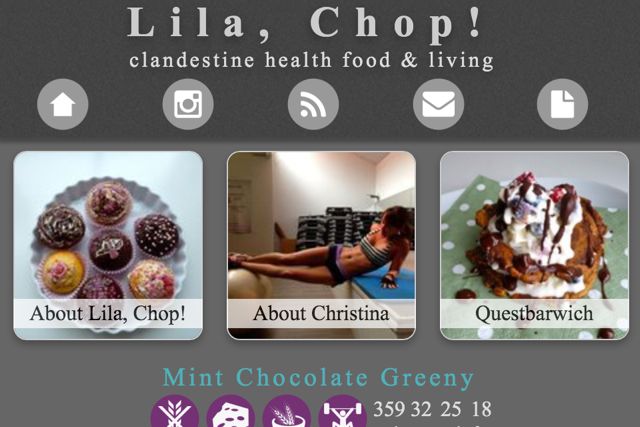 Lila, Chop!
clandestine health food & living
About Lila, Chop!
About Christina
Questbarwich
Mint Chocolate Greeny
359 32 25 18